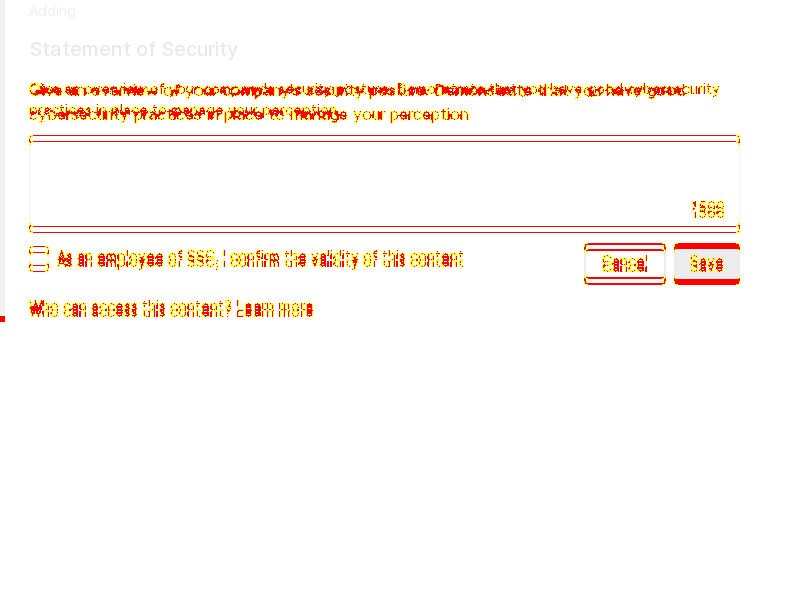 Adding
Statement of Security
Give an overview of your company's security posture. Demonstrate that you have good cybersecurity
practices in place to manage your perception
1500
As an employee of SSC, I confirm the validity of this content
Cancel
Save
Who can access this content? Learn more